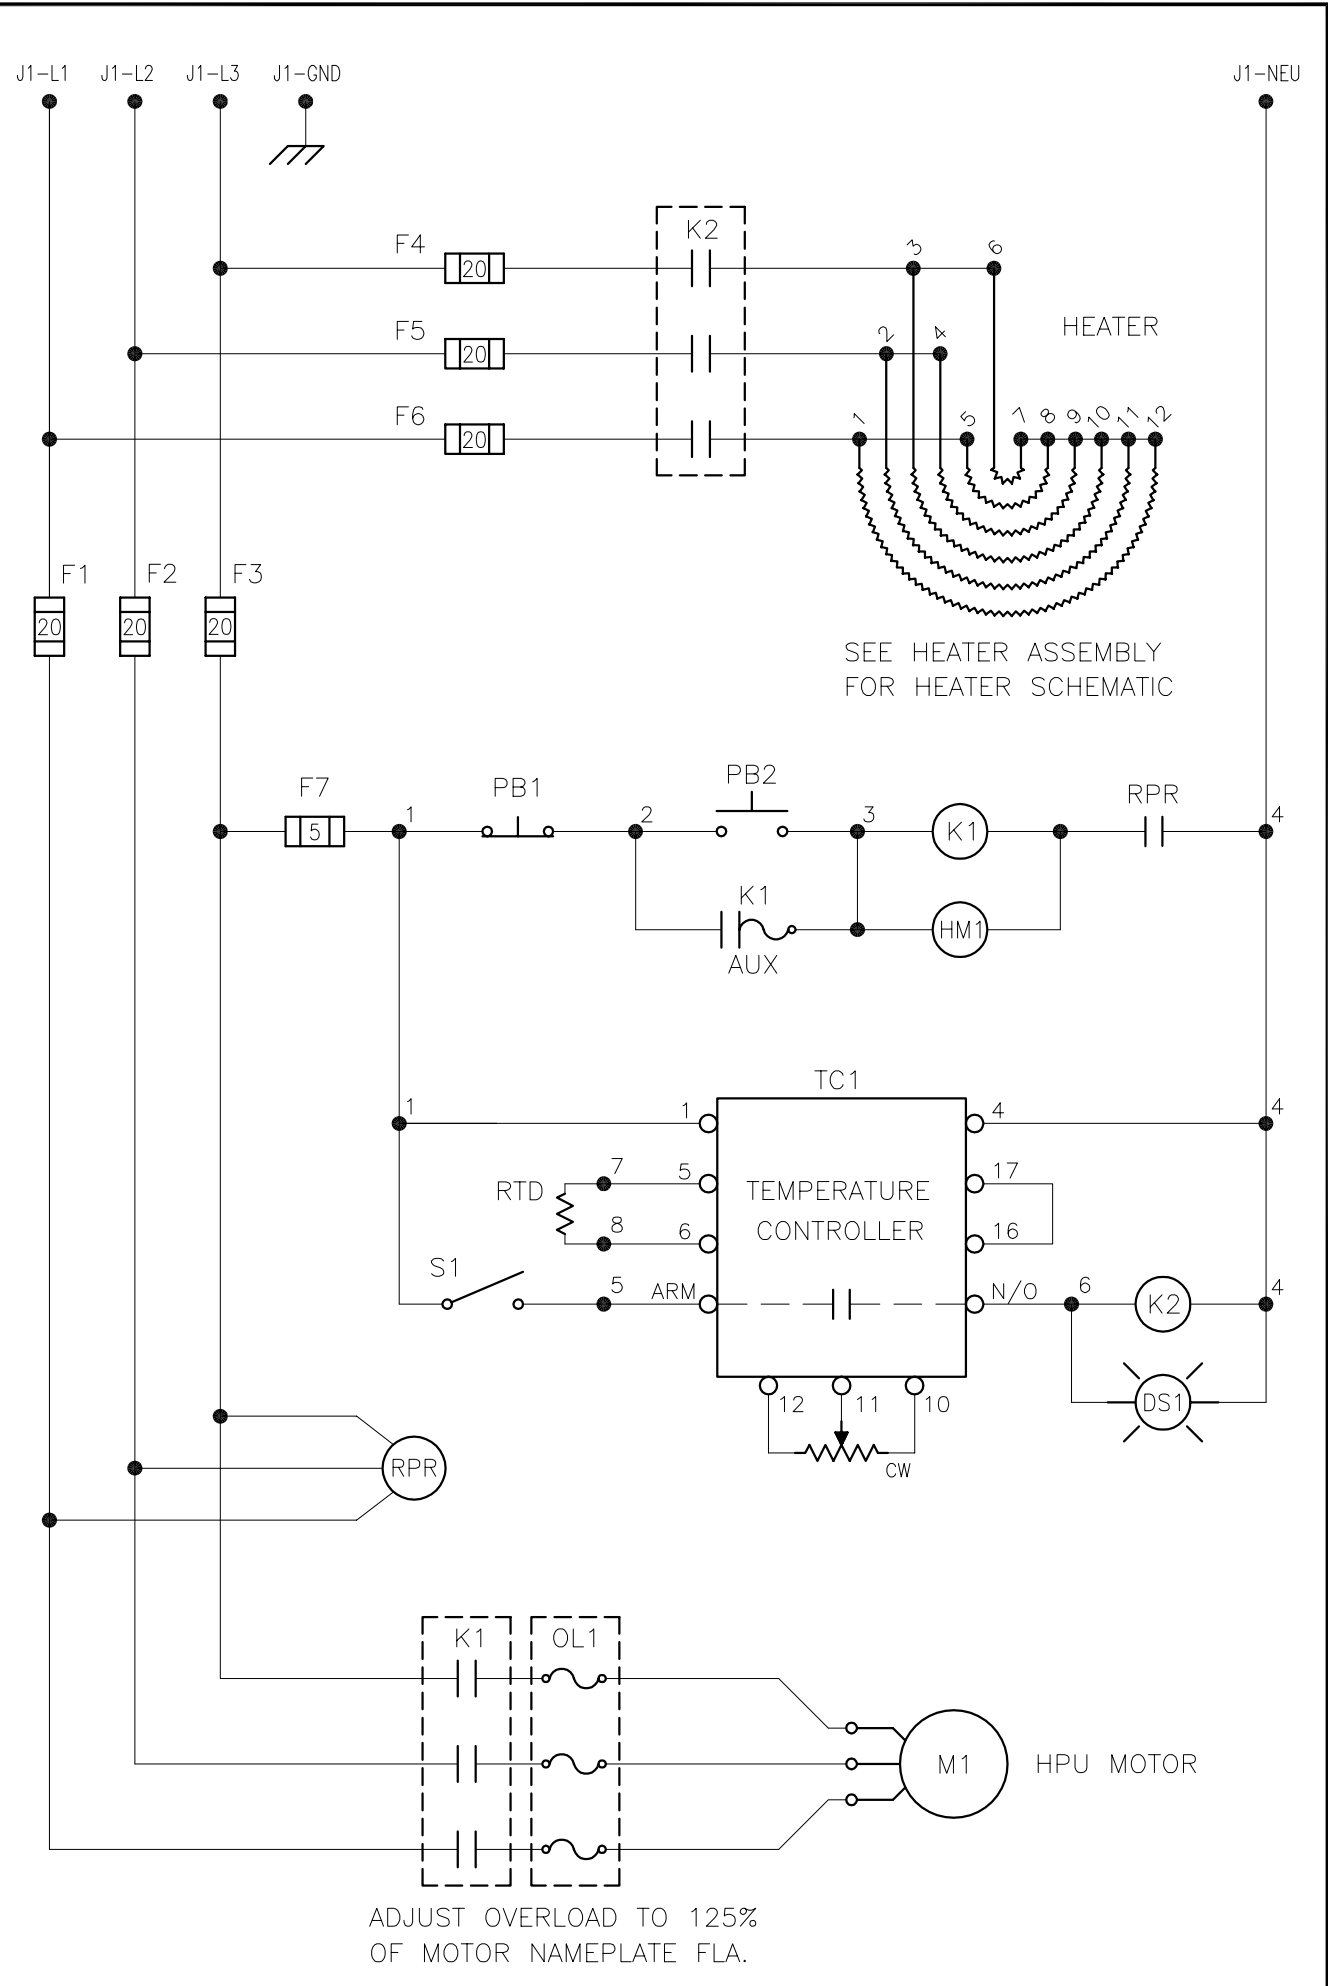 J1-L1 J1-L2 J1-L3 J1-GND J1-NEU
K2
F4 20 3 6
HEATER
F5 20 2 4
F6 20 1 5 7 8 9 10 11 12
F1 F2 F3
20 20 20
SEE HEATER ASSEMBLY
FOR HEATER SCHEMATIC
F7 PB1 PB2 RPR
5 1 2 3 K1 4
K1 HM1
AUX
TC1
1 1 4 4
RTD 7 5 17
TEMPERATURE
CONTROLLER
8 6 16
S1 5 ARM N/O 6 K2 4
12 11 10 DS1
CW
RPR
K1 OL1
M1 HPU MOTOR
ADJUST OVERLOAD TO 125%
OF MOTOR NAMEPLATE FLA.